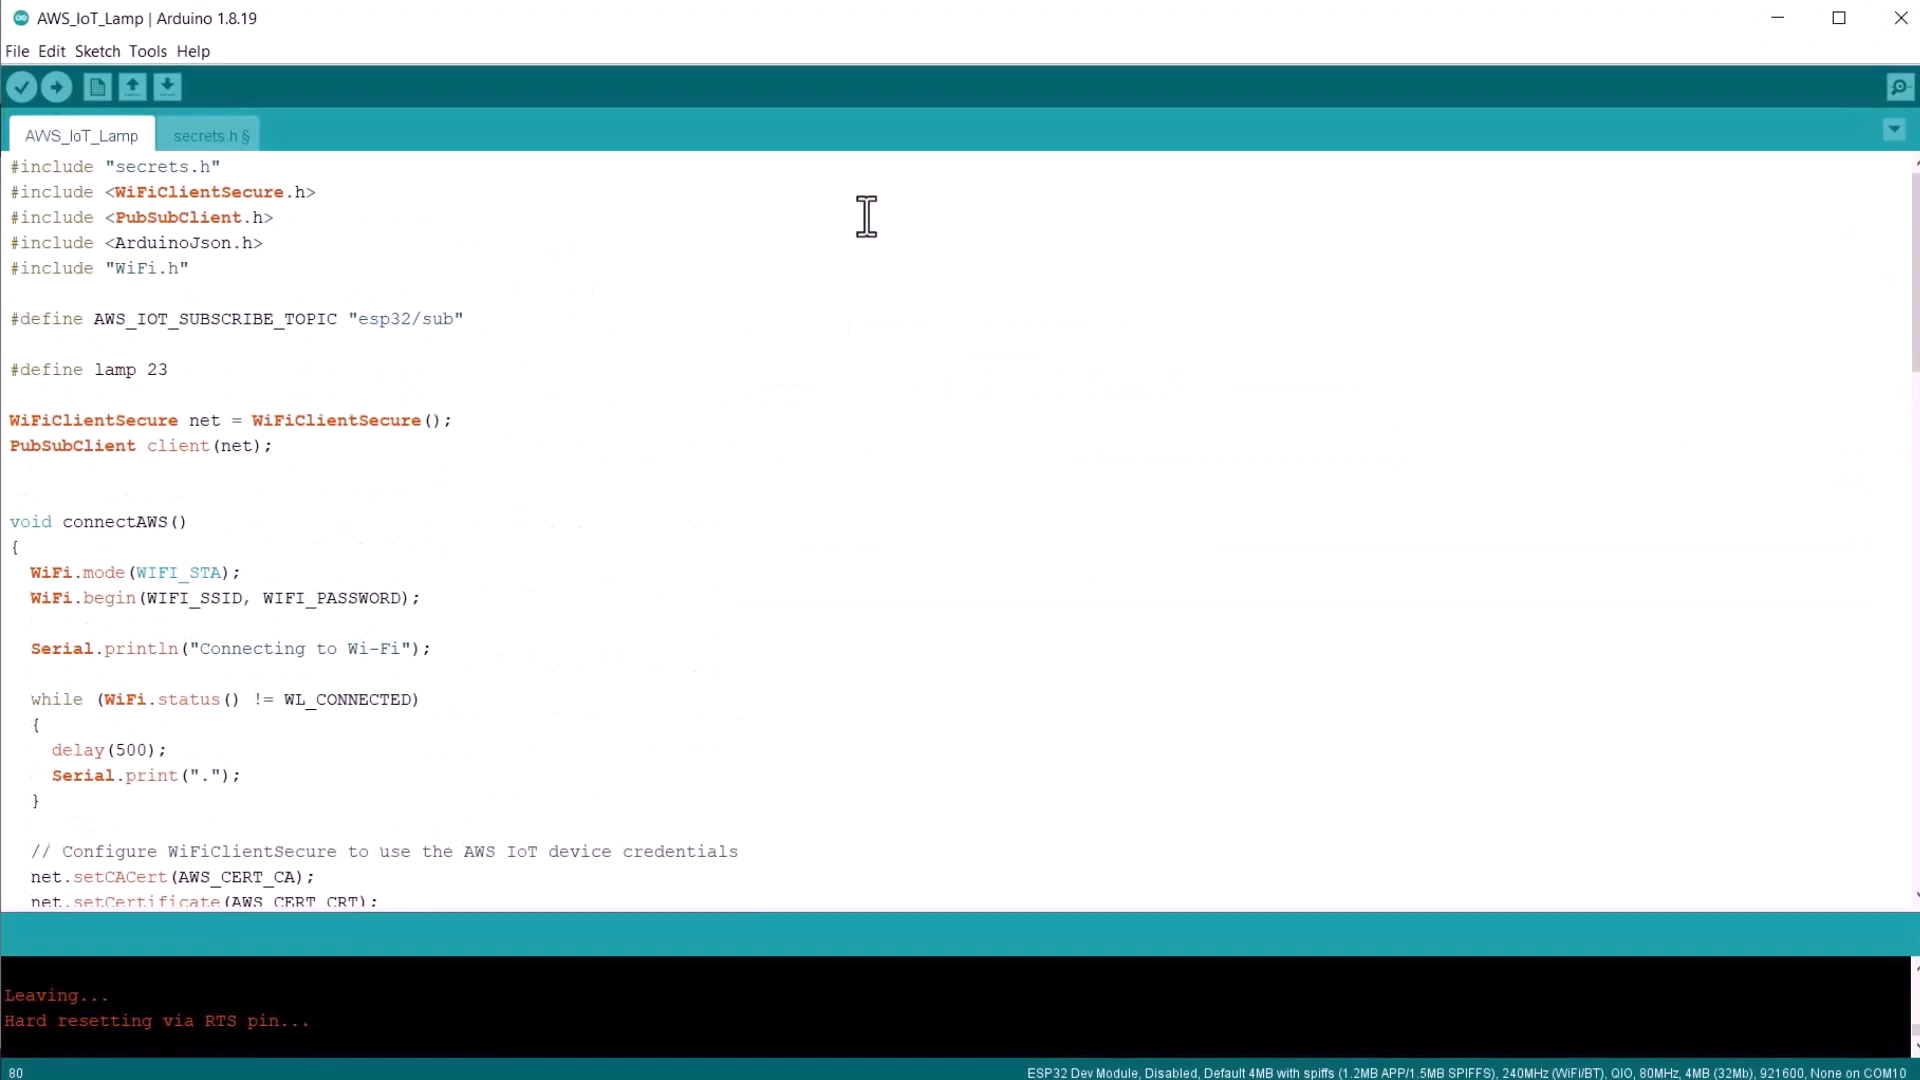 AWS_IoT_Lamp | Arduino 1.8.19
File Edit Sketch Tools Help
AWS_IoT_Lamp secrets.h §
#include "secrets.h"
#include <WiFiClientSecure.h>
#include <PubSubClient.h>
#include <ArduinoJson.h>
#include "WiFi.h"
#define AWS_IOT_SUBSCRIBE_TOPIC "esp32/sub"
#define lamp 23
WiFiClientSecure net = WiFiClientSecure();
PubSubClient client(net);
void connectAWS()
{
WiFi.mode(WIFI_STA);
WiFi.begin(WIFI_SSID, WIFI_PASSWORD);
Serial.println("Connecting to Wi-Fi");
while (WiFi.status() != WL_CONNECTED)
{
delay(500);
Serial.print(".");
}
// Configure WiFiClientSecure to use the AWS IoT device credentials
net.setCACert(AWS_CERT_CA);
net.setCertificate(AWS_CERT_CRT);
Leaving...
Hard resetting via RTS pin...
80 ESP32 Dev Module, Disabled, Default 4MB with spiffs (1.2MB APP/1.5MB SPIFFS), 240MHz (WiFi/BT), QIO, 80MHz, 4MB (32Mb), 921600, None on COM10